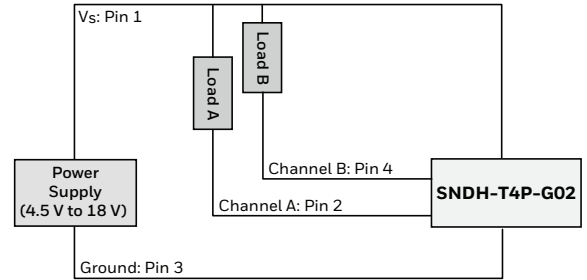 Vs: Pin 1
Load A
Load B
Channel B: Pin 4
Power
Supply
(4.5 V to 18 V)
SNDH-T4P-G02
Channel A: Pin 2
Ground: Pin 3